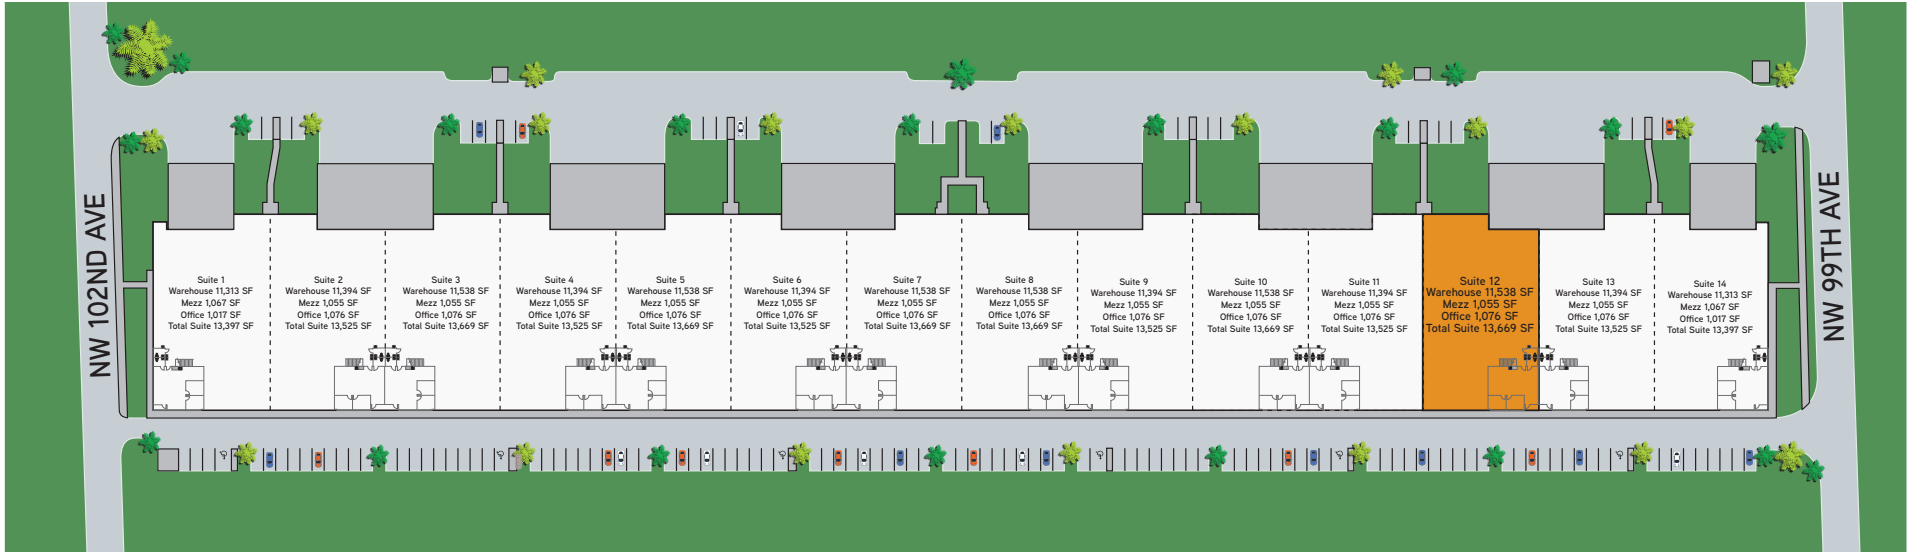 NW 102ND AVE
Suite 1
Warehouse 11,313 SF
Mezz 1,067 SF
Office 1,017 SF
Total Suite 13,397 SF
Suite 2
Warehouse 11,394 SF
Mezz 1,055 SF
Office 1,076 SF
Total Suite 13,525 SF
Suite 3
Warehouse 11,538 SF
Mezz 1,055 SF
Office 1,076 SF
Total Suite 13,669 SF
Suite 4
Warehouse 11,394 SF
Mezz 1,055 SF
Office 1,076 SF
Total Suite 13,525 SF
Suite 5
Warehouse 11,538 SF
Mezz 1,055 SF
Office 1,076 SF
Total Suite 13,669 SF
Suite 6
Warehouse 11,394 SF
Mezz 1,055 SF
Office 1,076 SF
Total Suite 13,525 SF
Suite 7
Warehouse 11,538 SF
Mezz 1,055 SF
Office 1,076 SF
Total Suite 13,669 SF
Suite 8
Warehouse 11,538 SF
Mezz 1,055 SF
Office 1,076 SF
Total Suite 13,669 SF
Suite 9
Warehouse 11,394 SF
Mezz 1,055 SF
Office 1,076 SF
Total Suite 13,525 SF
Suite 10
Warehouse 11,538 SF
Mezz 1,055 SF
Office 1,076 SF
Total Suite 13,669 SF
Suite 11
Warehouse 11,394 SF
Mezz 1,055 SF
Office 1,076 SF
Total Suite 13,525 SF
Suite 12
Warehouse 11,538 SF
Mezz 1,055 SF
Office 1,076 SF
Total Suite 13,669 SF
Suite 13
Warehouse 11,394 SF
Mezz 1,055 SF
Office 1,076 SF
Total Suite 13,525 SF
Suite 14
Warehouse 11,313 SF
Mezz 1,067 SF
Office 1,017 SF
Total Suite 13,397 SF
NW 99TH AVE